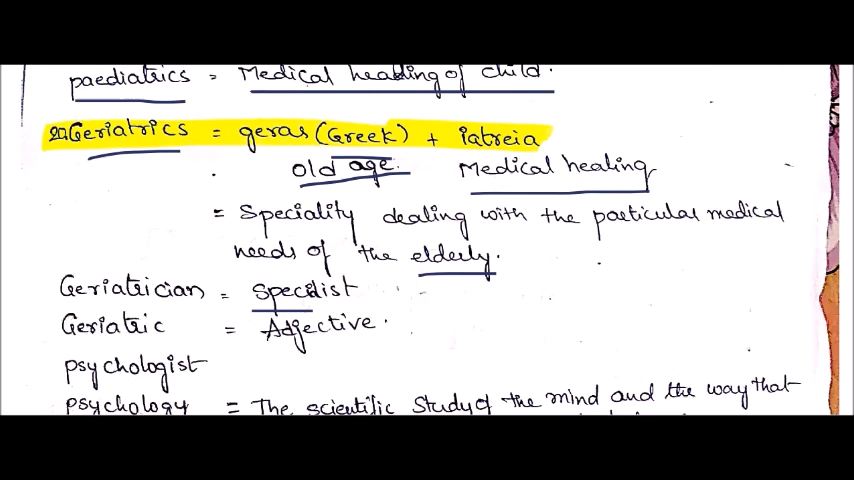 paediatrics = Medical healing of child.
2. Geriatrics = geras (Greek) + iatreia
Old age. Medical healing
= Speciality dealing with the particular medical
needs of the elderly.
Geriatrician = Specilist
Geriatric = Adjective.
psychologist
psychology = The scientific study of the mind and the way that